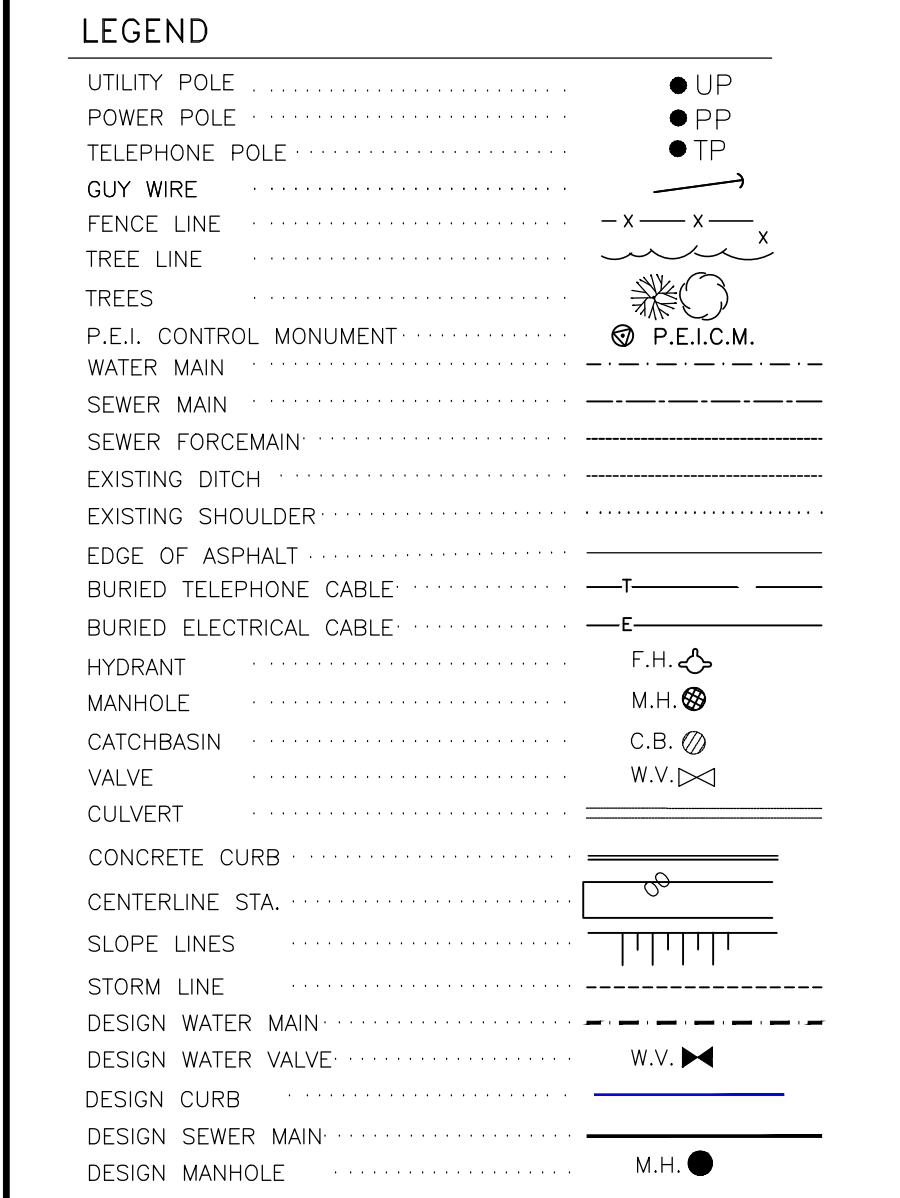 LEGEND
UTILITY POLE UP
POWER POLE PP
TELEPHONE POLE TP
GUY WIRE
FENCE LINE X X
X
TREE LINE
TREES
P.E.I. CONTROL MONUMENT P.E.I.C.M.
WATER MAIN
SEWER MAIN
SEWER FORCEMAIN
EXISTING DITCH
EXISTING SHOULDER
EDGE OF ASPHALT
BURIED TELEPHONE CABLE T
BURIED ELECTRICAL CABLE E
HYDRANT F.H.
MANHOLE M.H.
CATCHBASIN C.B.
VALVE W.V.
CULVERT
CONCRETE CURB
CENTERLINE STA. 00
SLOPE LINES
STORM LINE
DESIGN WATER MAIN
DESIGN WATER VALVE W.V.
DESIGN CURB
DESIGN SEWER MAIN
DESIGN MANHOLE M.H.